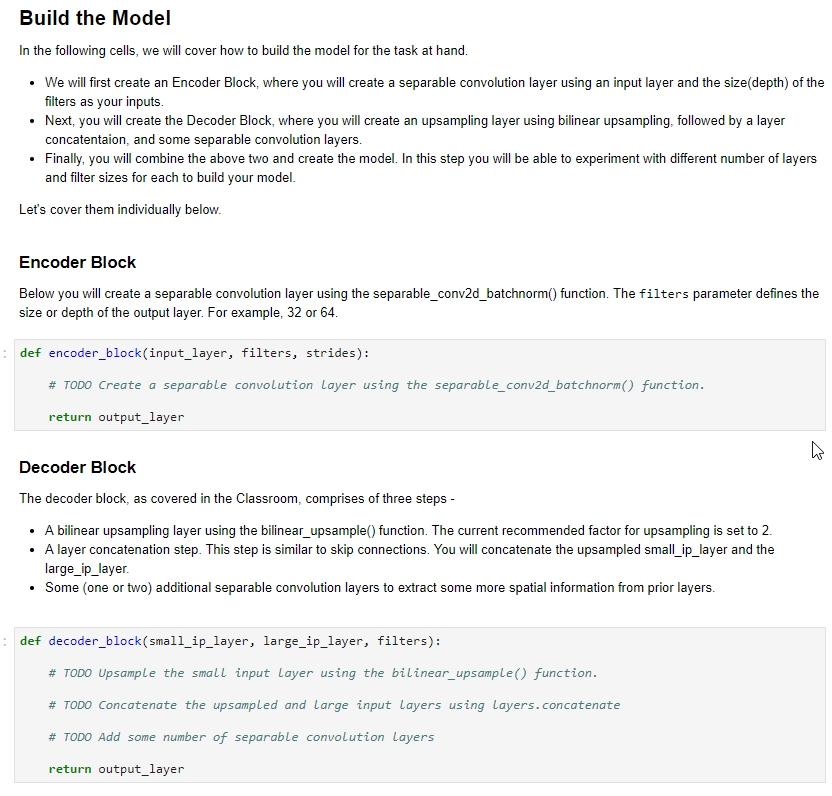 Build the Model
In the following cells, we will cover how to build the model for the task at hand.
• We will first create an Encoder Block, where you will create a separable convolution layer using an input layer and the size(depth) of the
filters as your inputs.
• Next, you will create the Decoder Block, where you will create an upsampling layer using bilinear upsampling, followed by a layer
concatentaion, and some separable convolution layers.
• Finally, you will combine the above two and create the model. In this step you will be able to experiment with different number of layers
and filter sizes for each to build your model.
Let's cover them individually below.
Encoder Block
Below you will create a separable convolution layer using the separable_conv2d_batchnorm() function. The filters parameter defines the
size or depth of the output layer. For example, 32 or 64.
: def encoder_block(input_layer, filters, strides):
# TODO Create a separable convolution layer using the separable_conv2d_batchnorm() function.
return output_layer
Decoder Block
The decoder block, as covered in the Classroom, comprises of three steps -
• A bilinear upsampling layer using the bilinear_upsample() function. The current recommended factor for upsampling is set to 2.
• A layer concatenation step. This step is similar to skip connections. You will concatenate the upsampled small_ip_layer and the
large_ip_layer.
• Some (one or two) additional separable convolution layers to extract some more spatial information from prior layers.
: def decoder_block(small_ip_layer, large_ip_layer, filters):
# TODO Upsample the small input layer using the bilinear_upsample() function.
# TODO Concatenate the upsampled and large input layers using layers.concatenate
# TODO Add some number of separable convolution layers
return output_layer